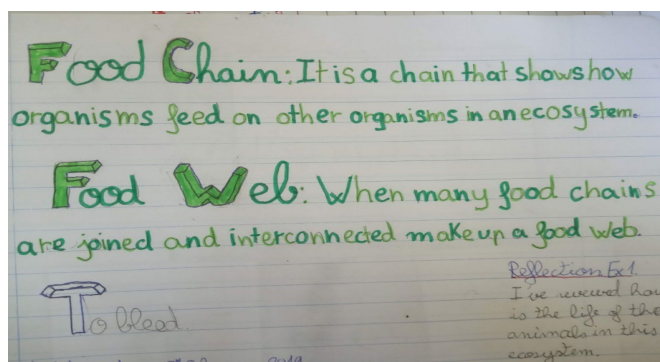 Food Chain: It is a chain that shows how
organisms feed on other organisms in an ecosystem.
Food Web: When many food chains
are joined and interconnected make up a food web.
To bleed.
Reflection Ex1.
I've
is the life of the
animals in this
ecosystem.